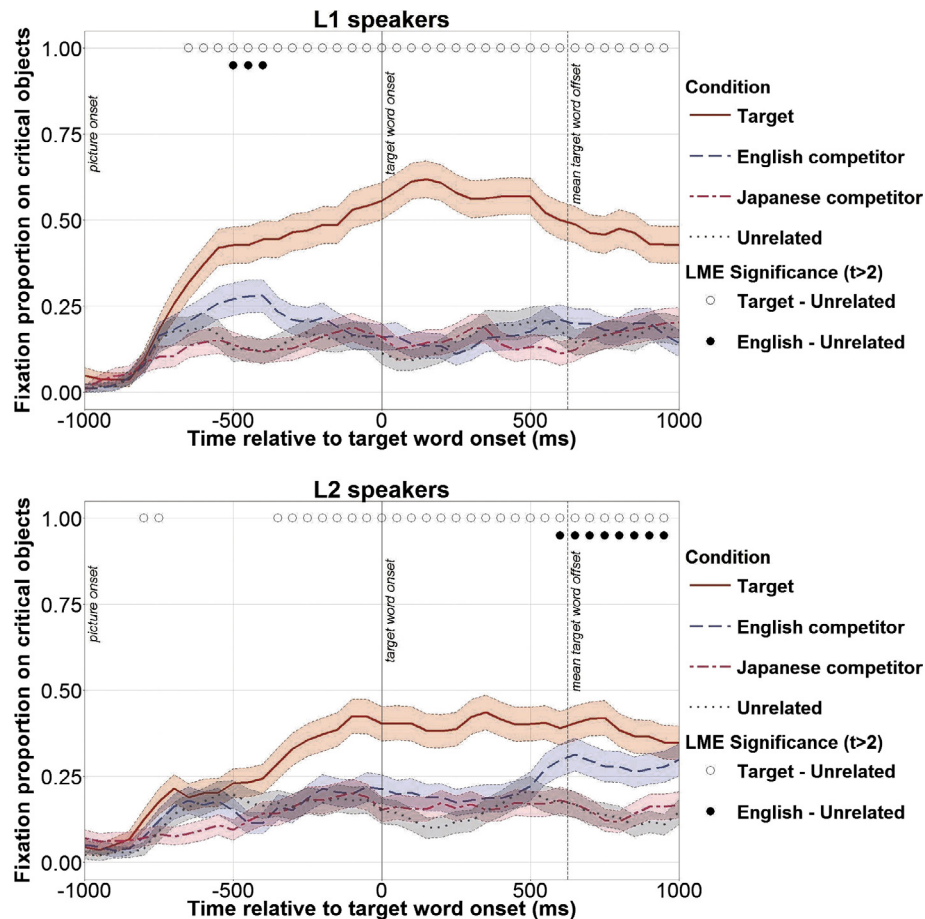 L1 speakers
Fixation proportion on critical objects
1.00
0.75
0.50
0.25
0.00
picture onset
target word onset
mean target word offset
-1000
-500
0
500
1000
Time relative to target word onset (ms)
Condition
Target
English competitor
Japanese competitor
Unrelated
LME Significance (t>2)
Target - Unrelated
English - Unrelated
L2 speakers
Fixation proportion on critical objects
1.00
0.75
0.50
0.25
0.00
picture onset
target word onset
mean target word offset
-1000
-500
0
500
1000
Time relative to target word onset (ms)
Condition
Target
English competitor
Japanese competitor
Unrelated
LME Significance (t>2)
Target - Unrelated
English - Unrelated